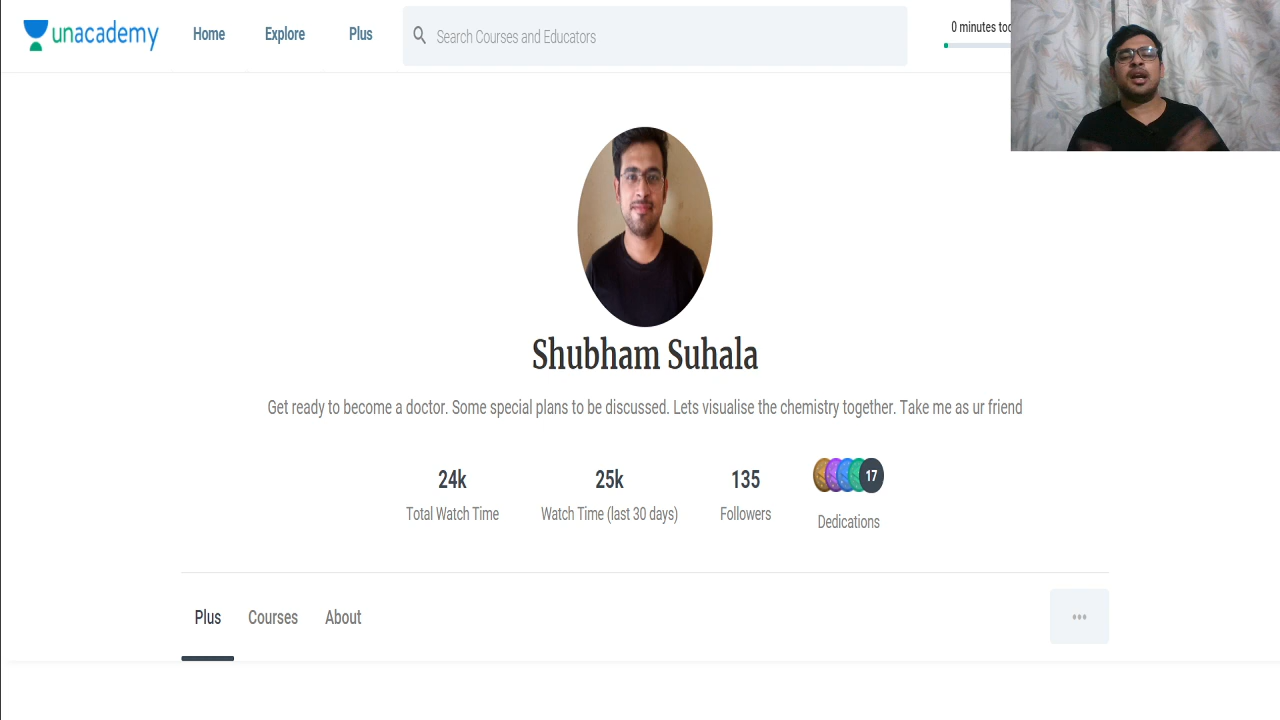 unacademy
Home
Explore
Plus
Search Courses and Educators
0 minutes
Shubham Suhala
Get ready to become a doctor. Some special plans to be discussed. Lets visualise the chemistry together. Take me as ur friend
24k
Total Watch Time
25k
Watch Time (last 30 days)
135
Followers
17
Dedications
Plus
Courses
About